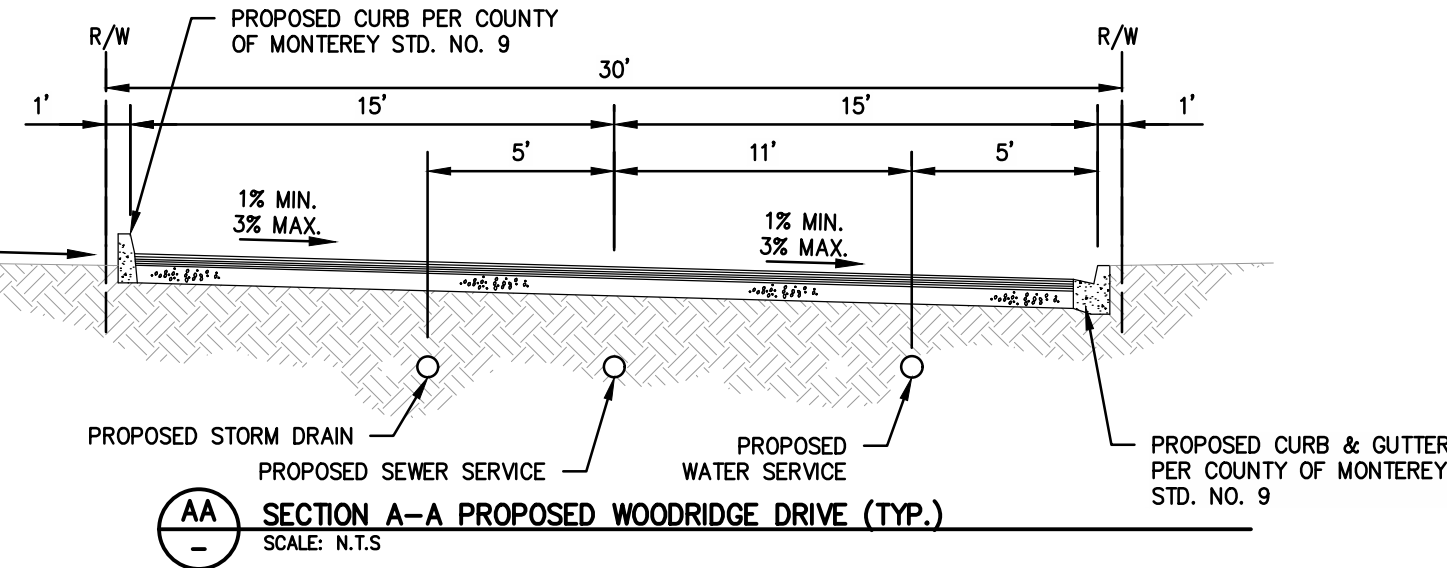 PROPOSED CURB PER COUNTY
OF MONTEREY STD. NO. 9
R/W
R/W
30'
1'
15'
15'
1'
5'
11'
5'
1% MIN.
3% MAX.
1% MIN.
3% MAX.
PROPOSED STORM DRAIN
PROPOSED SEWER SERVICE
PROPOSED
WATER SERVICE
PROPOSED CURB & GUTTER
PER COUNTY OF MONTEREY
STD. NO. 9
AA
-
SECTION A-A PROPOSED WOODRIDGE DRIVE (TYP.)
SCALE: N.T.S